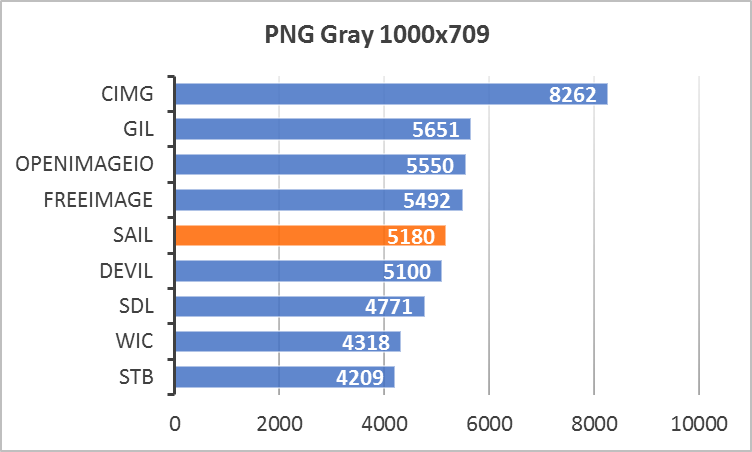 PNG Gray 1000x709
CIMG 8262
GIL 5651
OPENIMAGEIO 5550
FREEIMAGE 5492
SAIL 5180
DEVIL 5100
SDL 4771
WIC 4318
STB 4209
0 2000 4000 6000 8000 10000